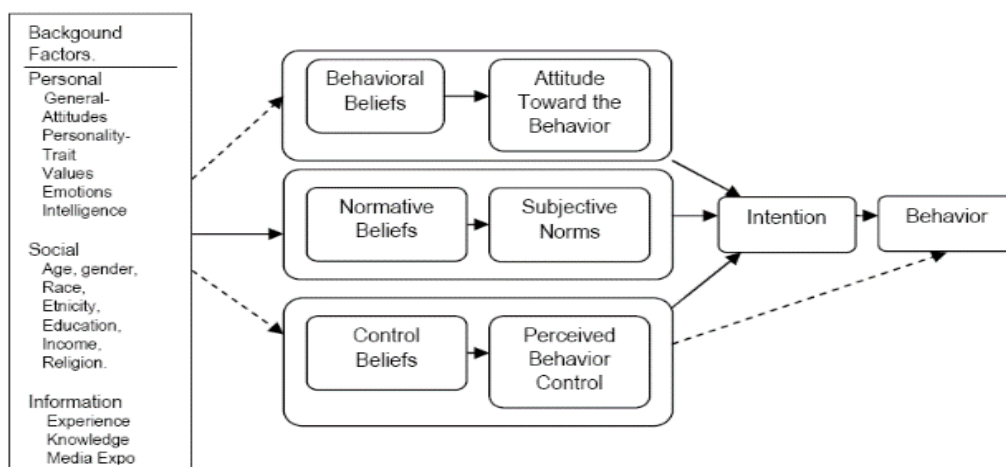 Backgound
Factors.
Personal
General-
Attitudes
Personality-
Trait
Values
Emotions
Intelligence
Social
Age, gender,
Race,
Etnicity,
Education,
Income,
Religion.
Information
Experience
Knowledge
Media Expo
Behavioral
Beliefs
Attitude
Toward the
Behavior
Normative
Beliefs
Subjective
Norms
Control
Beliefs
Perceived
Behavior
Control
Intention
Behavior